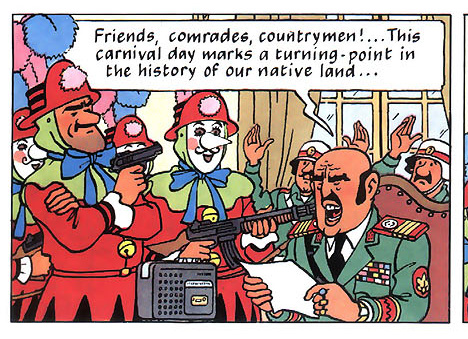 Friends, comrades, countrymen!...This
carnival day marks a turning-point in
the history of our native land...